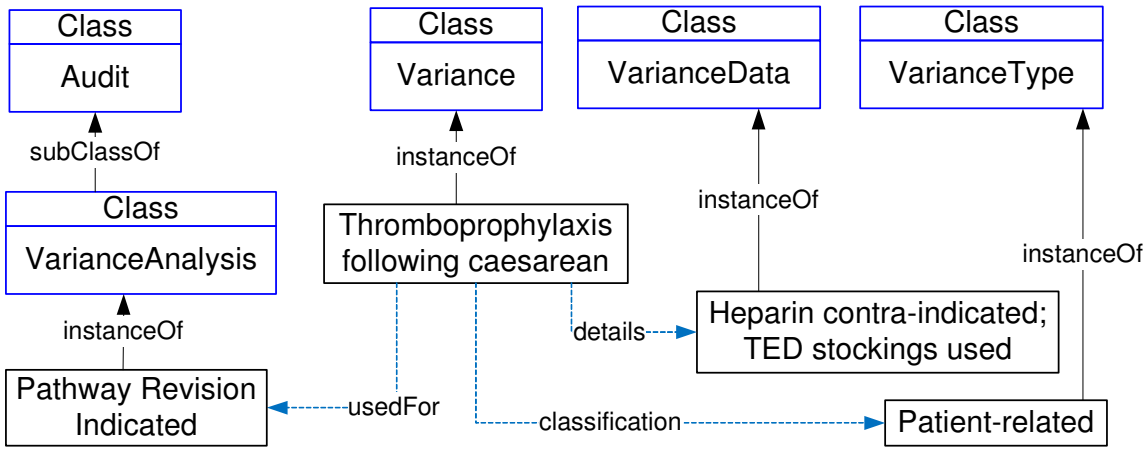 Class
Audit
Class
Variance
Class
VarianceData
Class
VarianceType
subClassOf
instanceOf
instanceOf
instanceOf
Class
VarianceAnalysis
Thromboprophylaxis
following caesarean
instanceOf
Heparin contra-indicated;
TED stockings used
details
Pathway Revision
Indicated
usedFor
classification
Patient-related